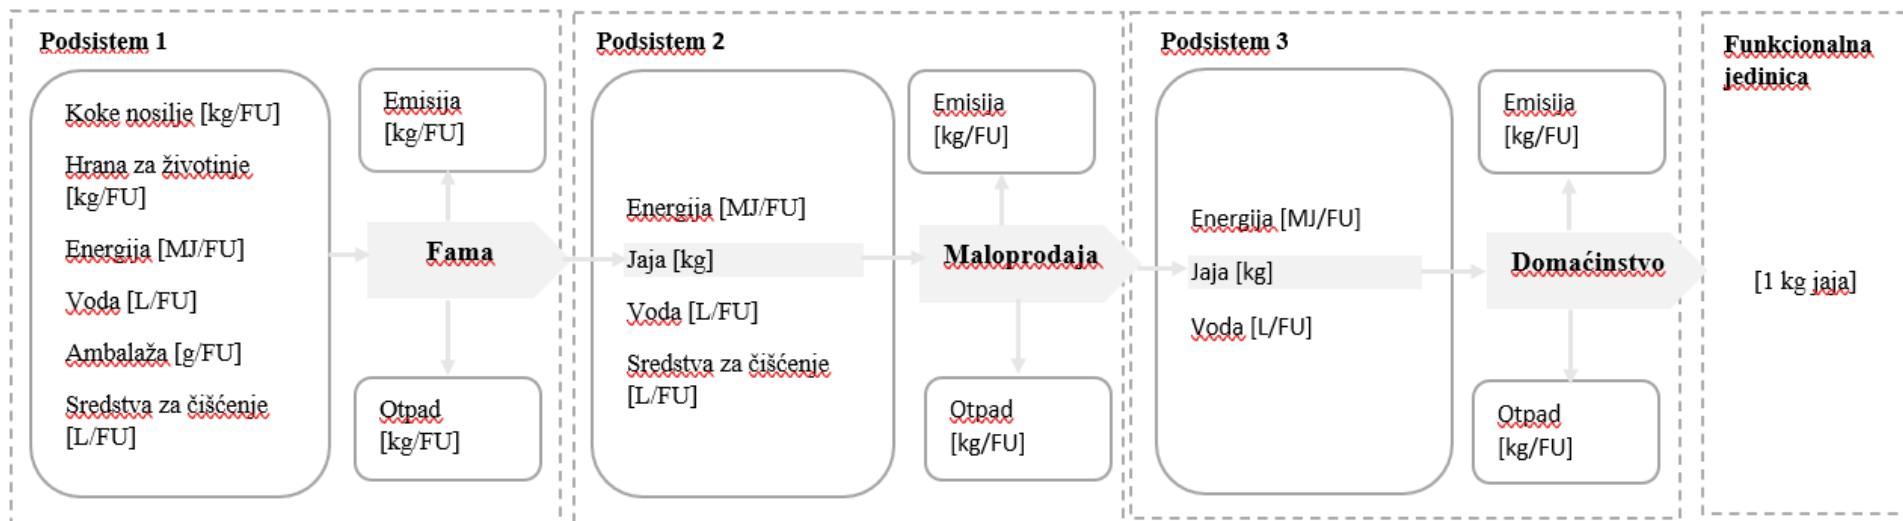 Podsistem 1
Koke nosilje [kg/FU]
Hrana za životinje
[kg/FU]
Energija [MJ/FU]
Voda [L/FU]
Ambalaža [g/FU]
Sredstva za čišćenje
[L/FU]
Emisija
[kg/FU]
Fama
Otpad
[kg/FU]
Podsistem 2
Energija [MJ/FU]
Jaja [kg]
Voda [L/FU]
Sredstva za čišćenje
[L/FU]
Emisija
[kg/FU]
Maloprodaja
Otpad
[kg/FU]
Podsistem 3
Energija [MJ/FU]
Jaja [kg]
Voda [L/FU]
Emisija
[kg/FU]
Domaćinstvo
Otpad
[kg/FU]
Funkcionalna
jedinica
[1 kg jaja]